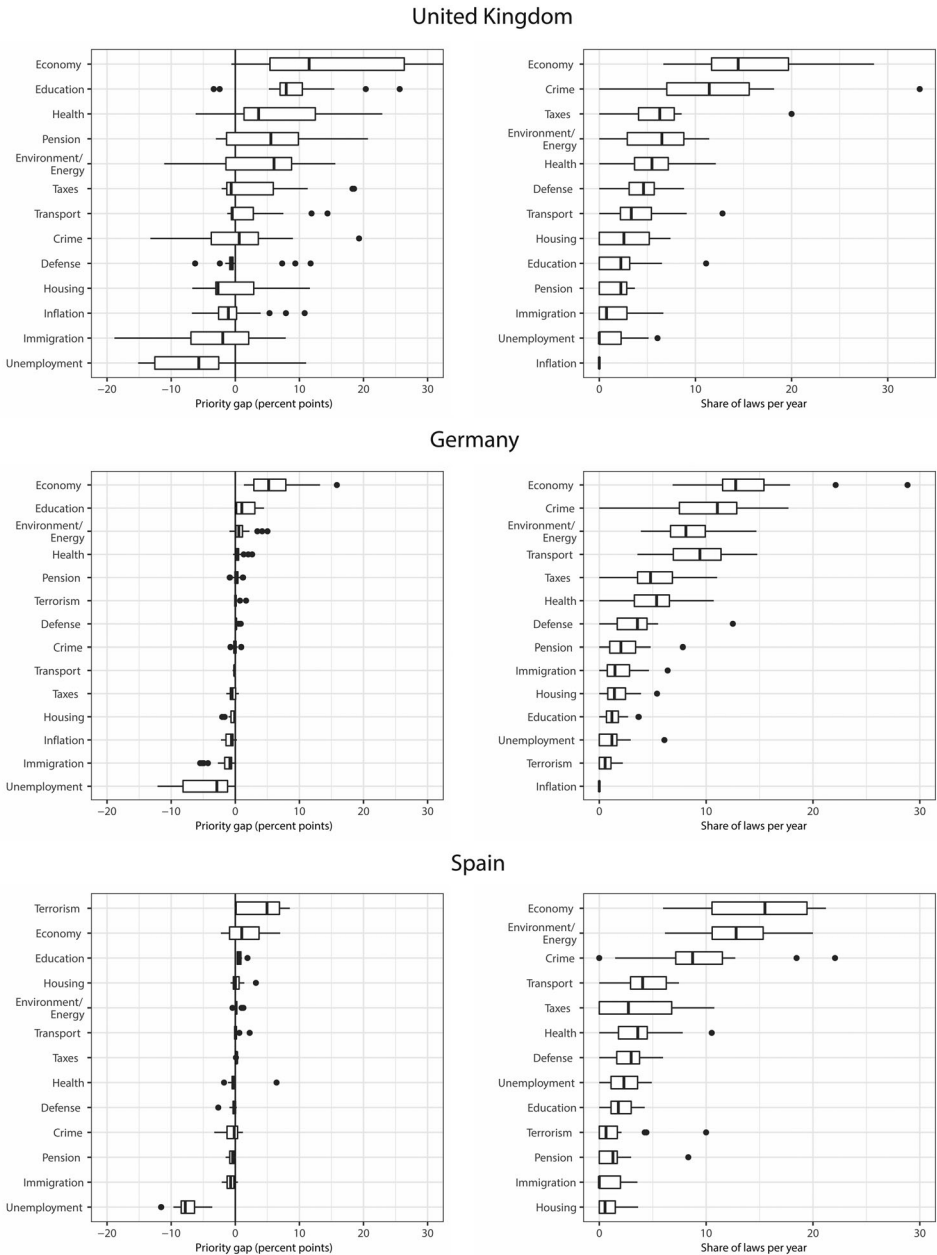 United Kingdom
Economy
Education
Health
Pension
Environment/
Energy
Taxes
Transport
Crime
Defense
Housing
Inflation
Immigration
Unemployment
−20 −10 0 10 20 30
Priority gap (percent points)
Economy
Crime
Taxes
Environment/
Energy
Health
Defense
Transport
Housing
Education
Pension
Immigration
Unemployment
Inflation
0 10 20 30
Share of laws per year
Germany
Economy
Education
Environment/
Energy
Health
Pension
Terrorism
Defense
Crime
Transport
Taxes
Housing
Inflation
Immigration
Unemployment
−20 −10 0 10 20 30
Priority gap (percent points)
Economy
Crime
Environment/
Energy
Transport
Taxes
Health
Defense
Pension
Immigration
Housing
Education
Unemployment
Terrorism
Inflation
0 10 20 30
Share of laws per year
Spain
Terrorism
Economy
Education
Housing
Environment/
Energy
Transport
Taxes
Health
Defense
Crime
Pension
Immigration
Unemployment
−20 −10 0 10 20 30
Priority gap (percent points)
Economy
Environment/
Energy
Crime
Transport
Taxes
Health
Defense
Unemployment
Education
Terrorism
Pension
Immigration
Housing
0 10 20 30
Share of laws per year